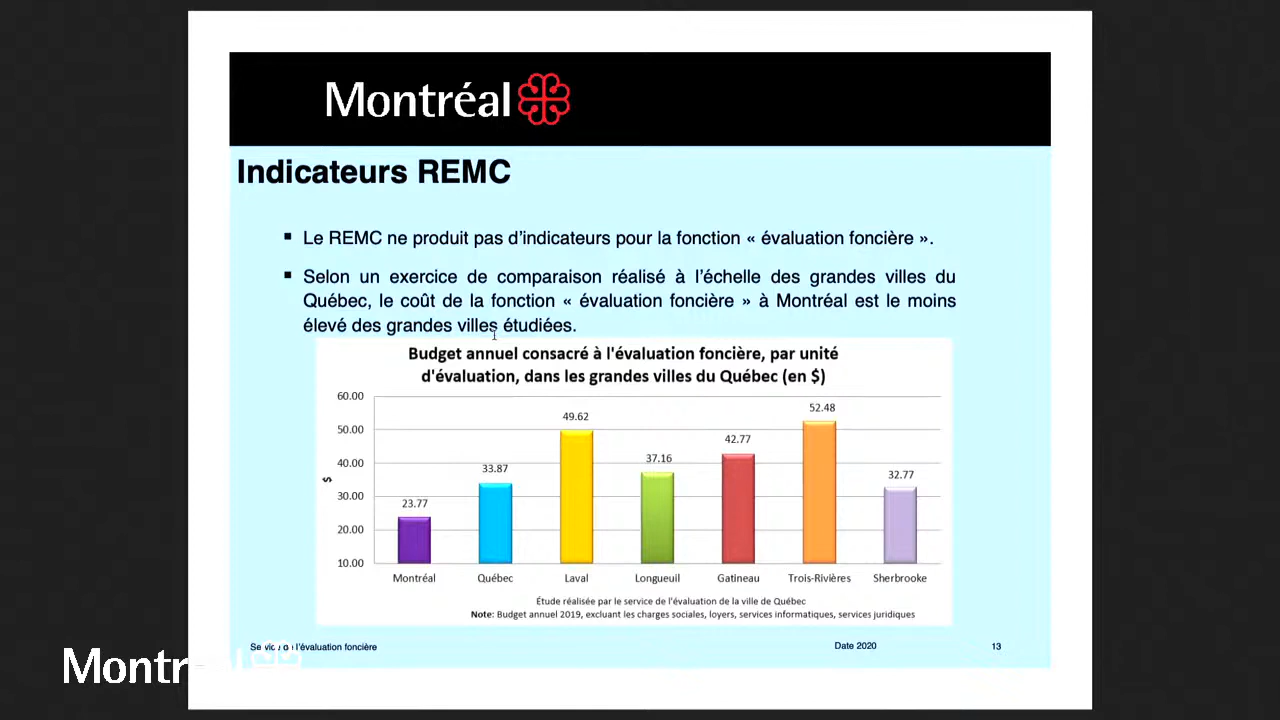 Montréal
Indicateurs REMC
▪ Le REMC ne produit pas d'indicateurs pour la fonction « évaluation foncière ».
▪ Selon un exercice de comparaison réalisé à l'échelle des grandes villes du
Québec, le coût de la fonction « évaluation foncière » à Montréal est le moins
élevé des grandes villes étudiées.
Budget annuel consacré à l'évaluation foncière, par unité
d'évaluation, dans les grandes villes du Québec (en $)
60.00
50.00
40.00
30.00
20.00
10.00
$
23.77
33.87
49.62
37.16
42.77
52.48
32.77
Montréal Québec Laval Longueuil Gatineau Trois-Rivières Sherbrooke
Étude réalisée par le service de l'évaluation de la ville de Québec
Note: Budget annuel 2019, excluant les charges sociales, loyers, services informatiques, services juridiques
Service de l'évaluation foncière Date 2020 13
Montréal